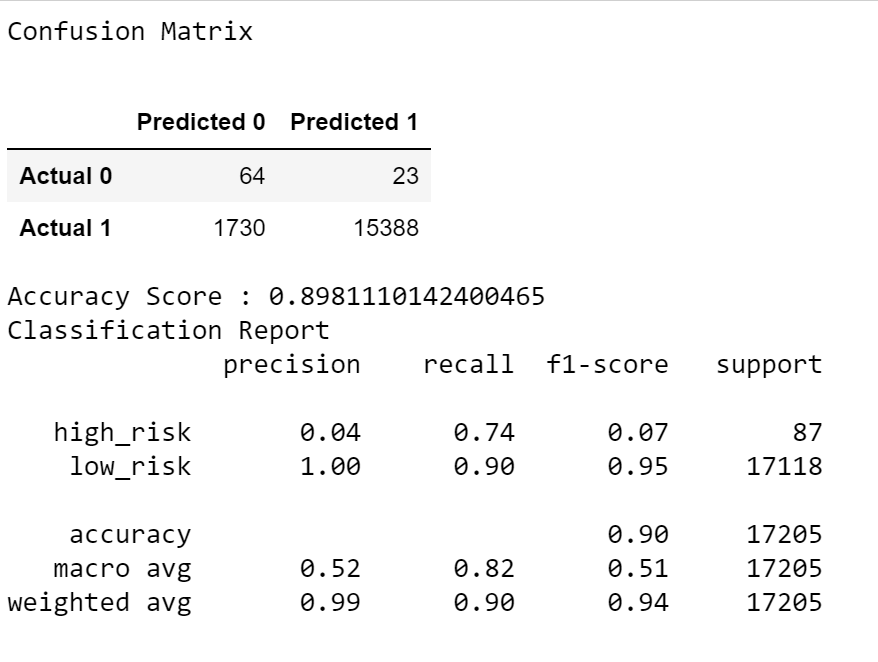 Confusion Matrix
Predicted 0 Predicted 1
Actual 0 64 23
Actual 1 1730 15388
Accuracy Score : 0.8981110142400465
Classification Report
precision recall f1-score support
high_risk 0.04 0.74 0.07 87
low_risk 1.00 0.90 0.95 17118
accuracy 0.90 17205
macro avg 0.52 0.82 0.51 17205
weighted avg 0.99 0.90 0.94 17205